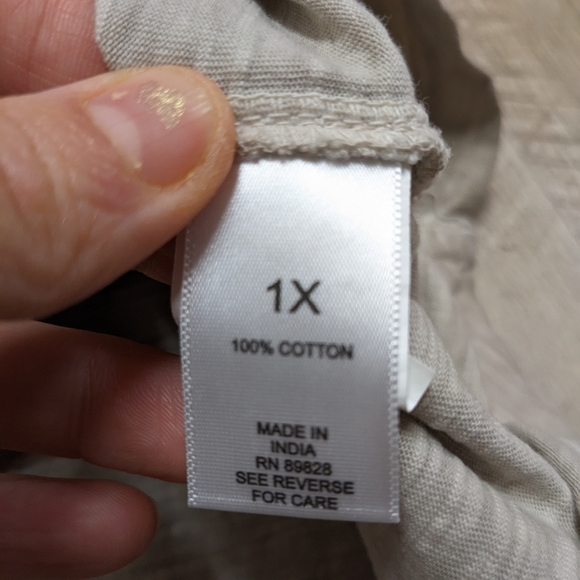 1X
100% COTTON
MADE IN
INDIA
RN 89828
SEE REVERSE
FOR CARE